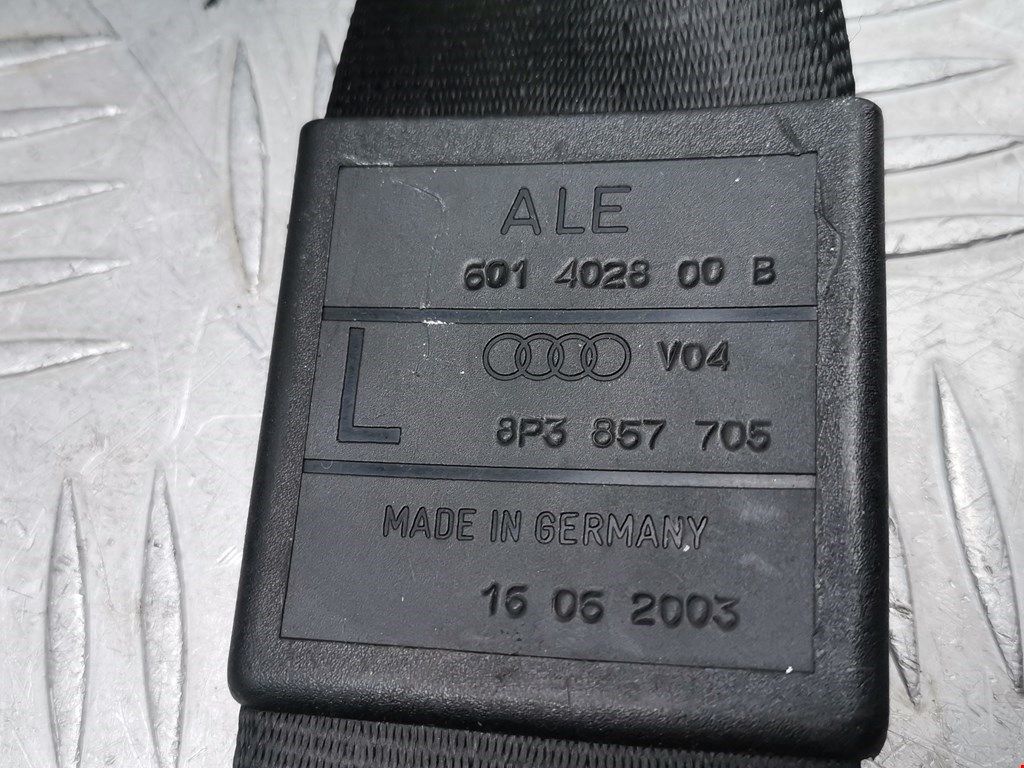 ALE
601 4028 00 B
L
V04
8P3 857 705
MADE IN GERMANY
16 06 2003